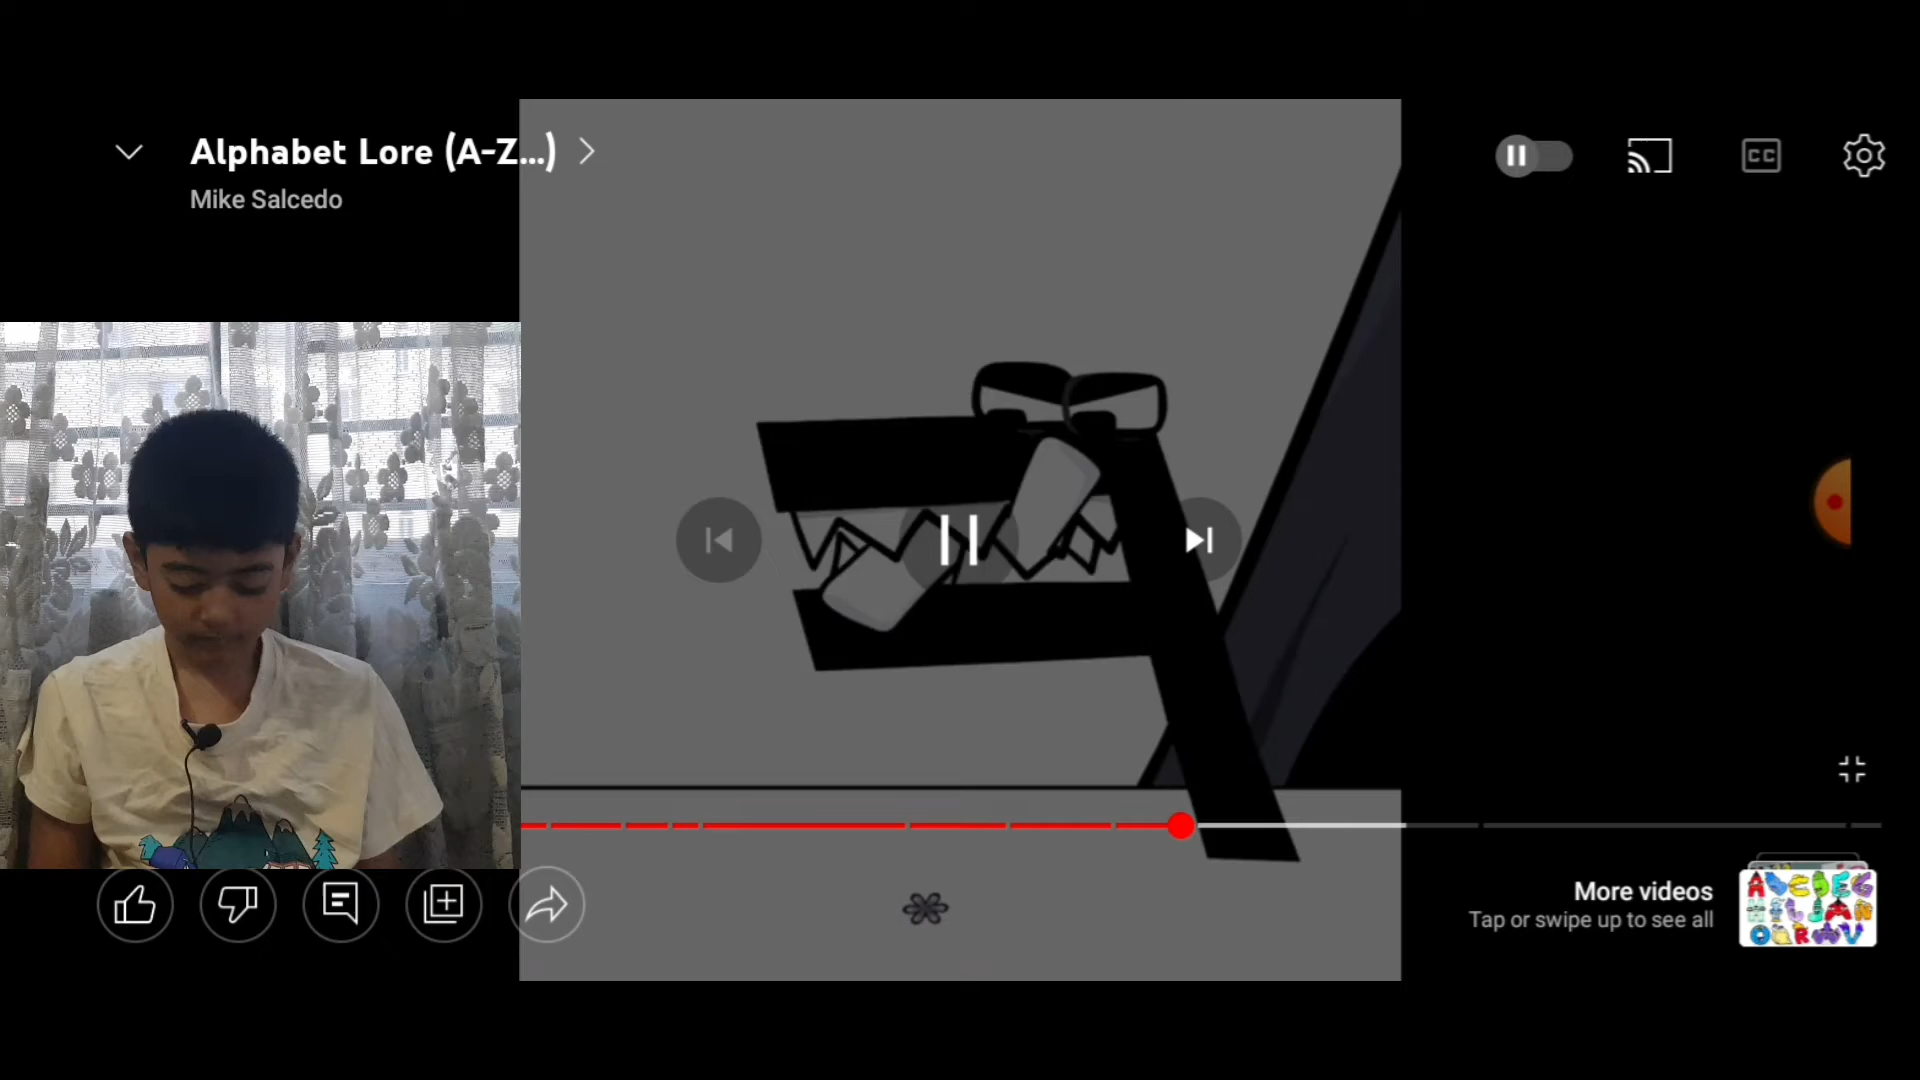 Alphabet Lore (A-Z...)
Mike Salcedo
CC
More videos
Tap or swipe up to see all